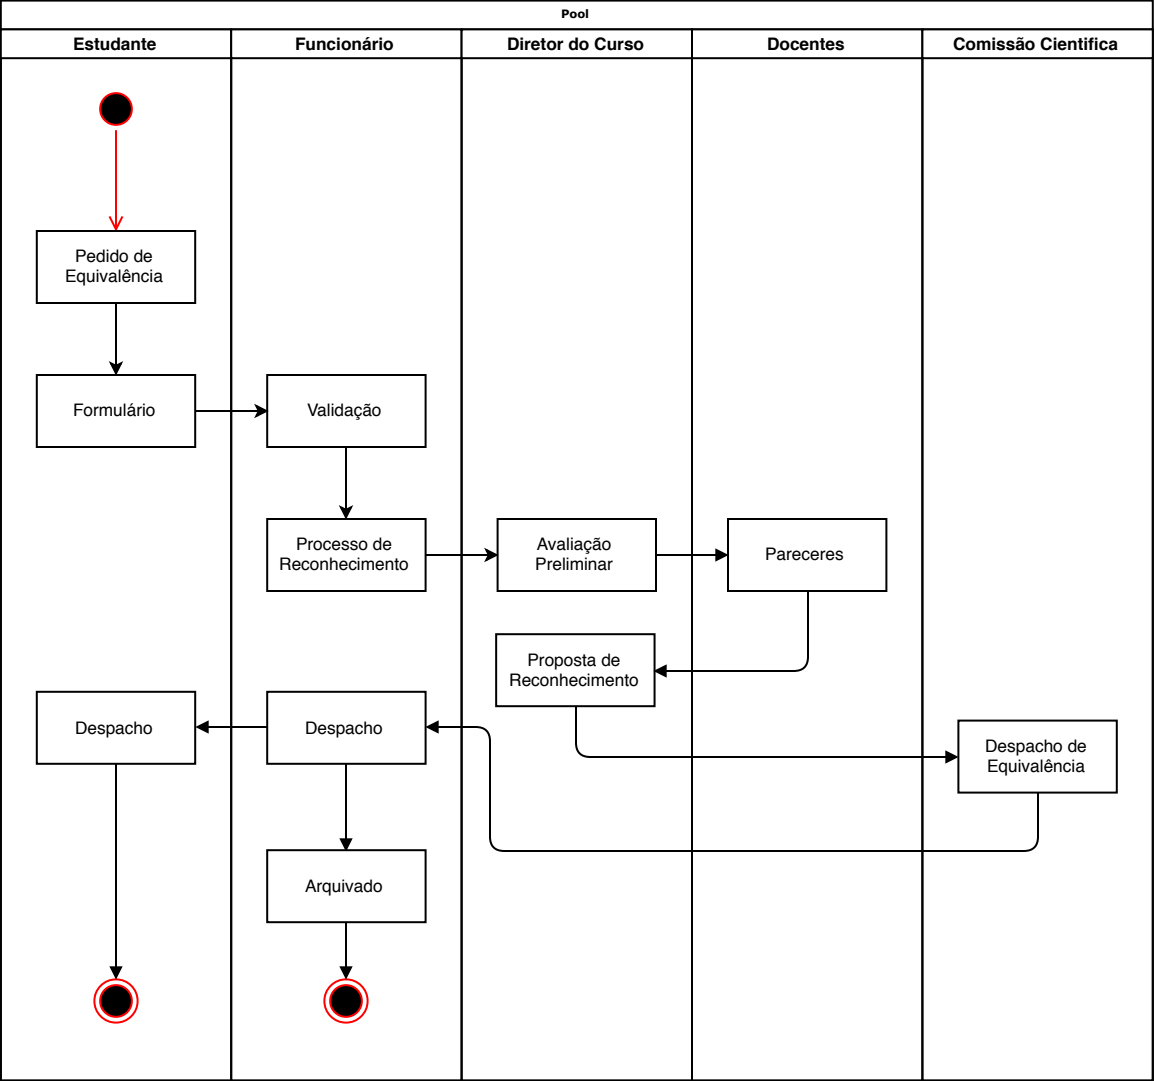 Pool
Estudante
Funcionário
Diretor do Curso
Docentes
Comissão Cientifica
Pedido de
Equivalência
Formulário
Validação
Processo de
Reconhecimento
Avaliação
Preliminar
Pareceres
Proposta de
Reconhecimento
Despacho
Despacho
Despacho de
Equivalência
Arquivado